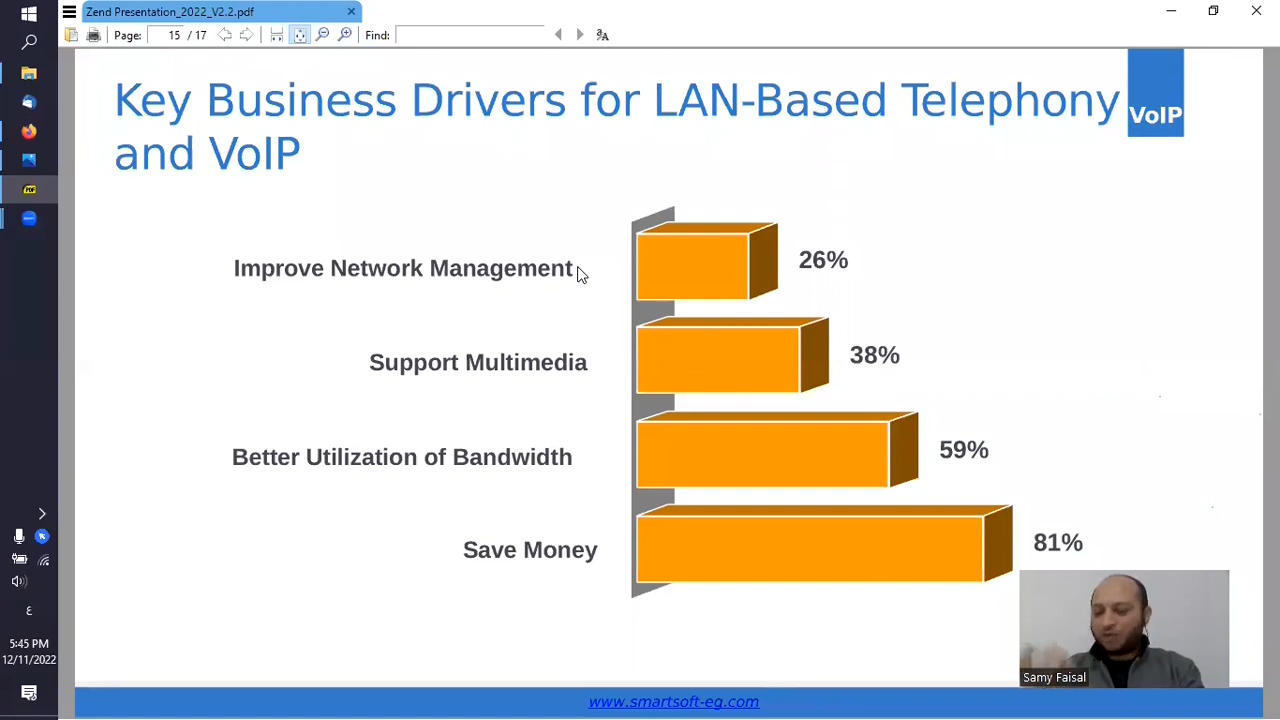 Zend Presentation_2022_V2.2.pdf
Page: 15 / 17 Find:
Key Business Drivers for LAN-Based Telephony
and VoIP
VoIP
Improve Network Management
26%
Support Multimedia
38%
Better Utilization of Bandwidth
59%
Save Money
81%
Samy Faisal
www.smartsoft-eg.com
ع
5:45 PM
12/11/2022